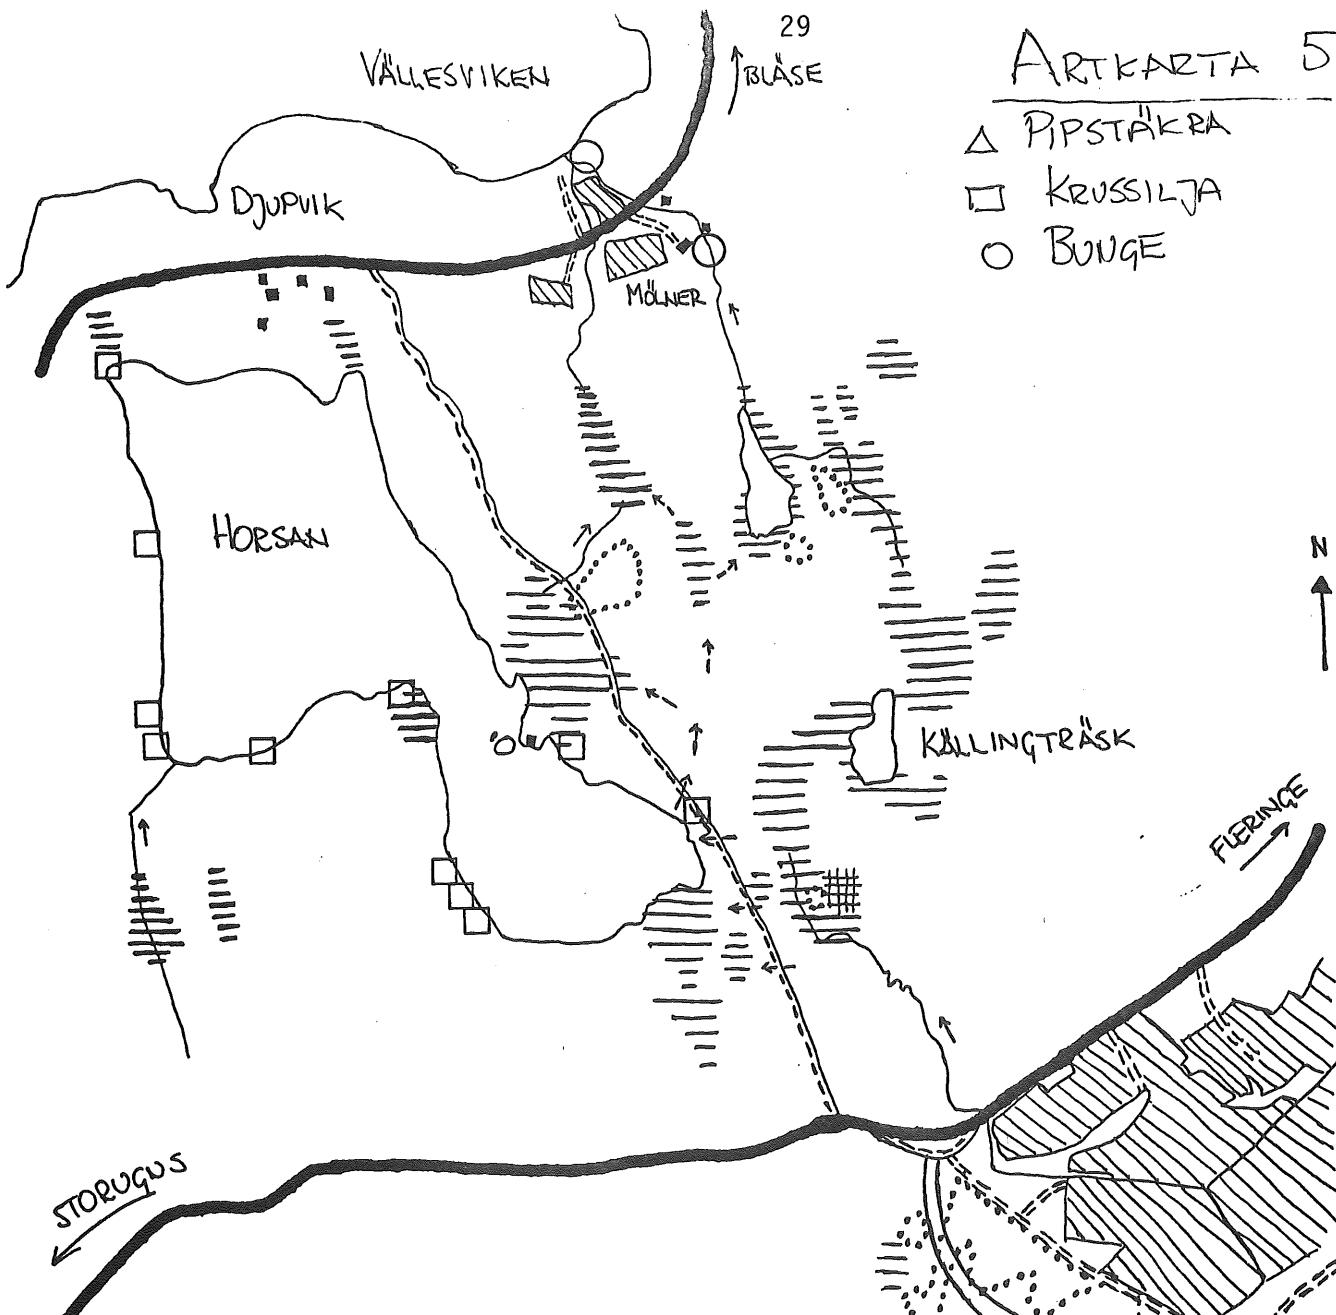 29
VÄLLESVIKEN
BLÄSE
ARTKARTA 5
PIPSTÄKRA
KRUSSILJA
BUNGE
DJUPVIK
MÖLNER
HORSAN
N
Ö
KÄLLINGTRÄSK
FLERINGE
STORUGNS